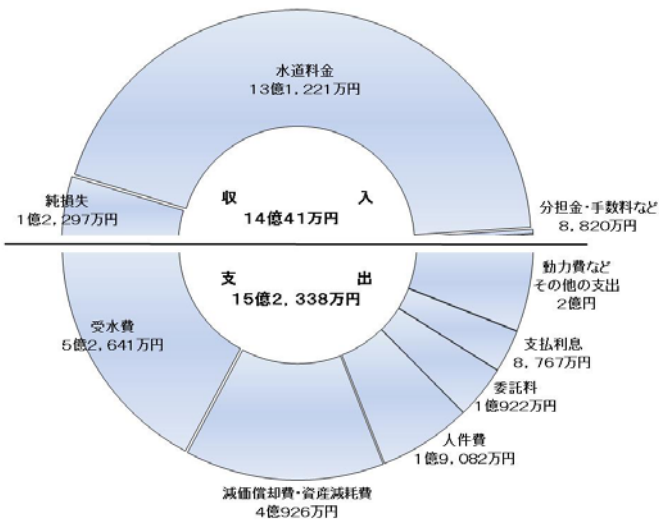 水道料金
13億1,221万円
純損失
1億2,297万円
収 入
14億41万円
分担金・手数料など
8,820万円
支 出
15億2,338万円
動力費など
その他の支出
2億円
受水費
5億2,641万円
支払利息
8,767万円
委託料
1億922万円
人件費
1億9,082万円
減価償却費・資産減耗費
4億926万円